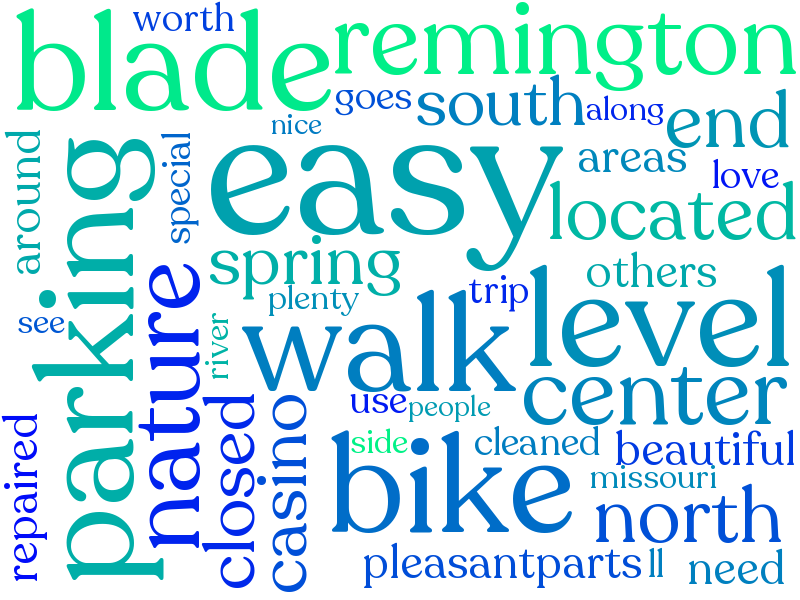 worth
blade
remington
goes
south
along
end
nice
easy
areas
love
around
parking
special
located
spring
others
plenty
trip
level
nature
see
river
walk
center
use
people
repaired
closed
casino
side
bike
cleaned
beautiful
missouri
north
pleasant
parts
ll
need